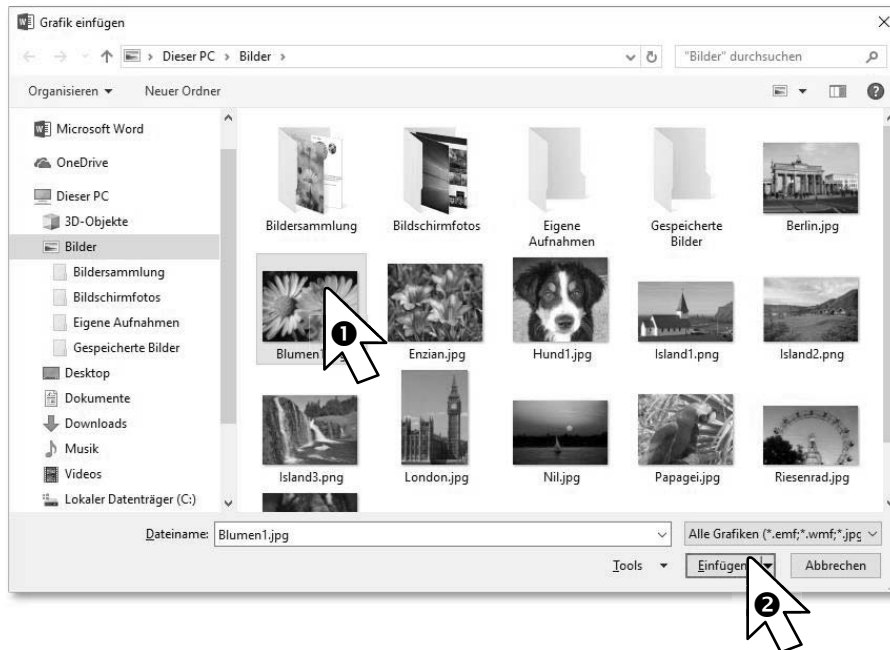 Grafik einfügen
Dieser PC > Bilder >
"Bilder" durchsuchen
Organisieren
Neuer Ordner
Microsoft Word
OneDrive
Dieser PC
3D-Objekte
Bilder
Bildersammlung
Bildschirmfotos
Eigene Aufnahmen
Gespeicherte Bilder
Desktop
Dokumente
Downloads
Musik
Videos
Lokaler Datenträger (C:)
Bildersammlung
Bildschirmfotos
Eigene
Aufnahmen
Gespeicherte
Bilder
Berlin.jpg
1
Enzian.jpg
Hund1.jpg
Island1.png
Island2.png
Island3.png
London.jpg
Nil.jpg
Papagei.jpg
Riesenrad.jpg
Dateiname: Blumen1.jpg
Alle Grafiken (*.emf;*.wmf;*.jpg
Tools
Einfügen
Abbrechen
2